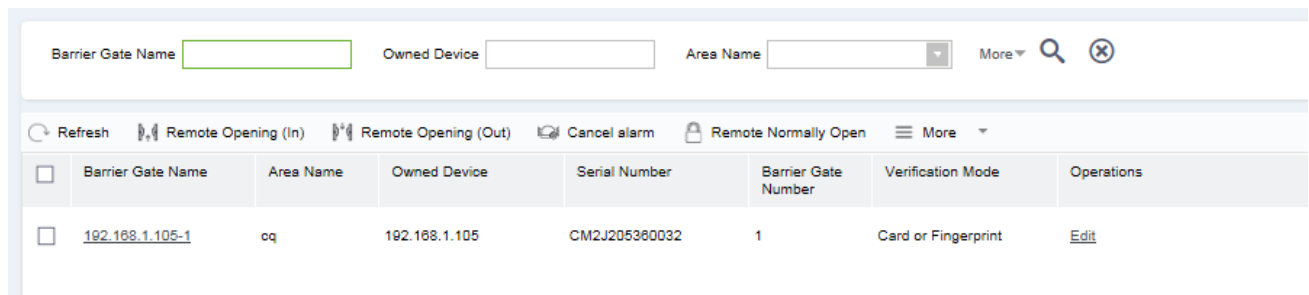 Barrier Gate Name Owned Device Area Name More
Refresh Remote Opening (In) Remote Opening (Out) Cancel alarm Remote Normally Open More
Barrier Gate Name Area Name Owned Device Serial Number Barrier Gate Number Verification Mode Operations
192.168.1.105-1 cq 192.168.1.105 CM2J205360032 1 Card or Fingerprint Edit